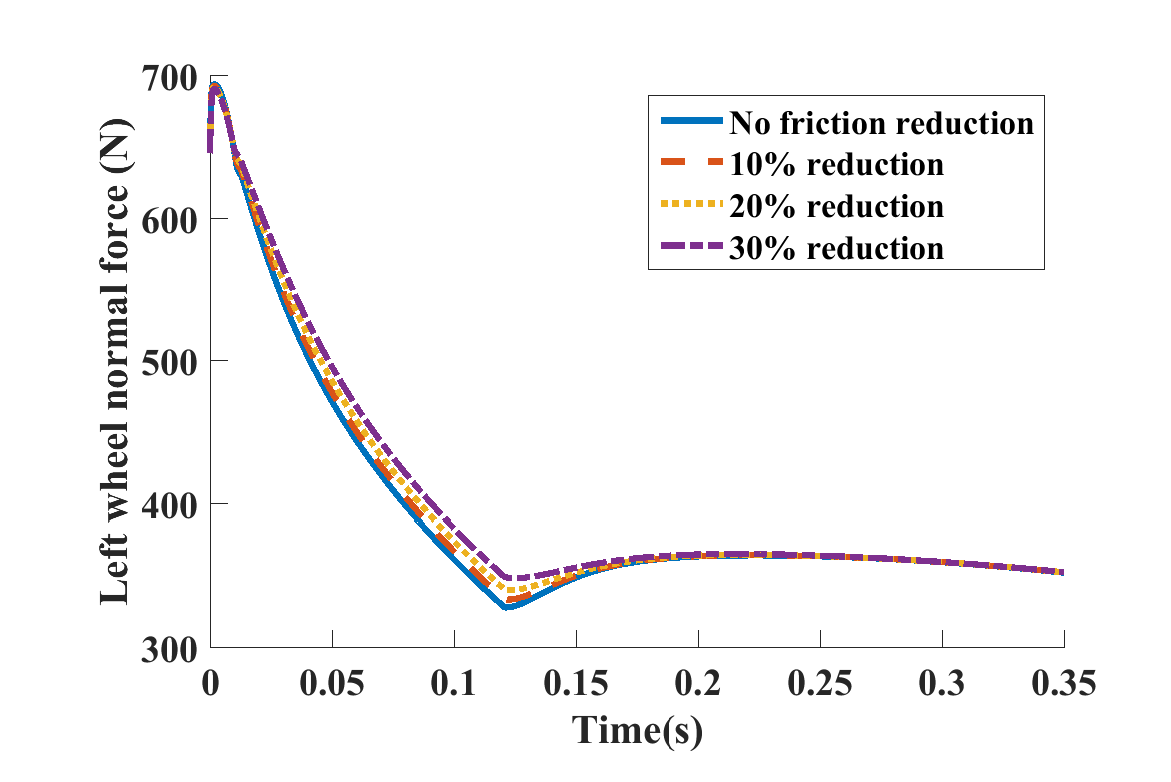 700
600
500
400
300
Left wheel normal force (N)
No friction reduction
10% reduction
20% reduction
30% reduction
0
0.05
0.1
0.15
0.2
0.25
0.3
0.35
Time(s)